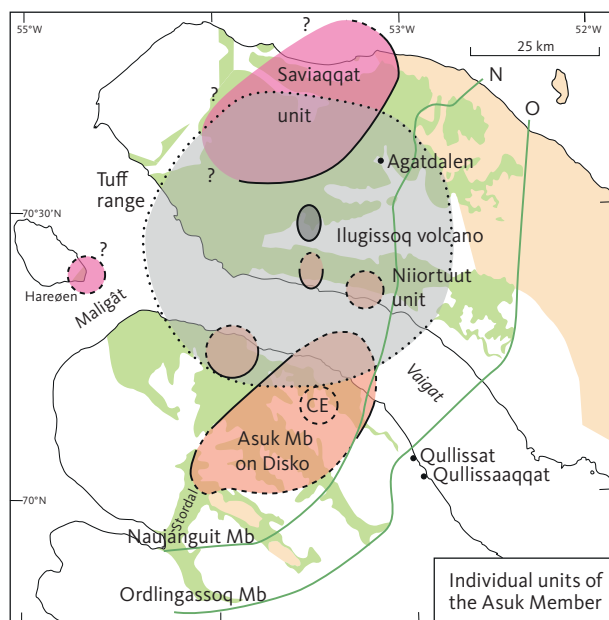 55°W
53°W
52°W
?
25 km
N
Saviaqqat
O
?
unit
Agatdalen
?
Tuff
range
70°30'N
Ilugissoq volcano
?
Niiortuut
unit
Hareøen
Maligât
Vaigat
CE
Asuk Mb
on Disko
Qullissat
Qullissaaqqat
70°N
Stordal
Naujánguit Mb
Ordlingassoq Mb
Individual units of
the Asuk Member